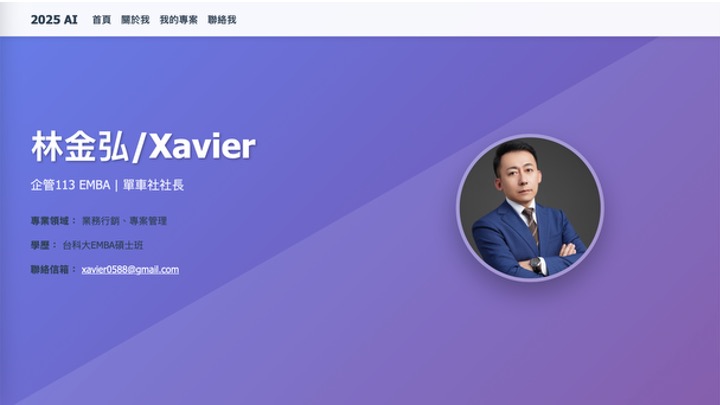 2025 AI 首頁 關於我 我的專案 聯絡我
林金弘/Xavier
企管113 EMBA | 單車社社長
專業領域： 業務行銷、專案管理
學歷： 台科大EMBA碩士班
聯絡信箱： xavier0588@gmail.com